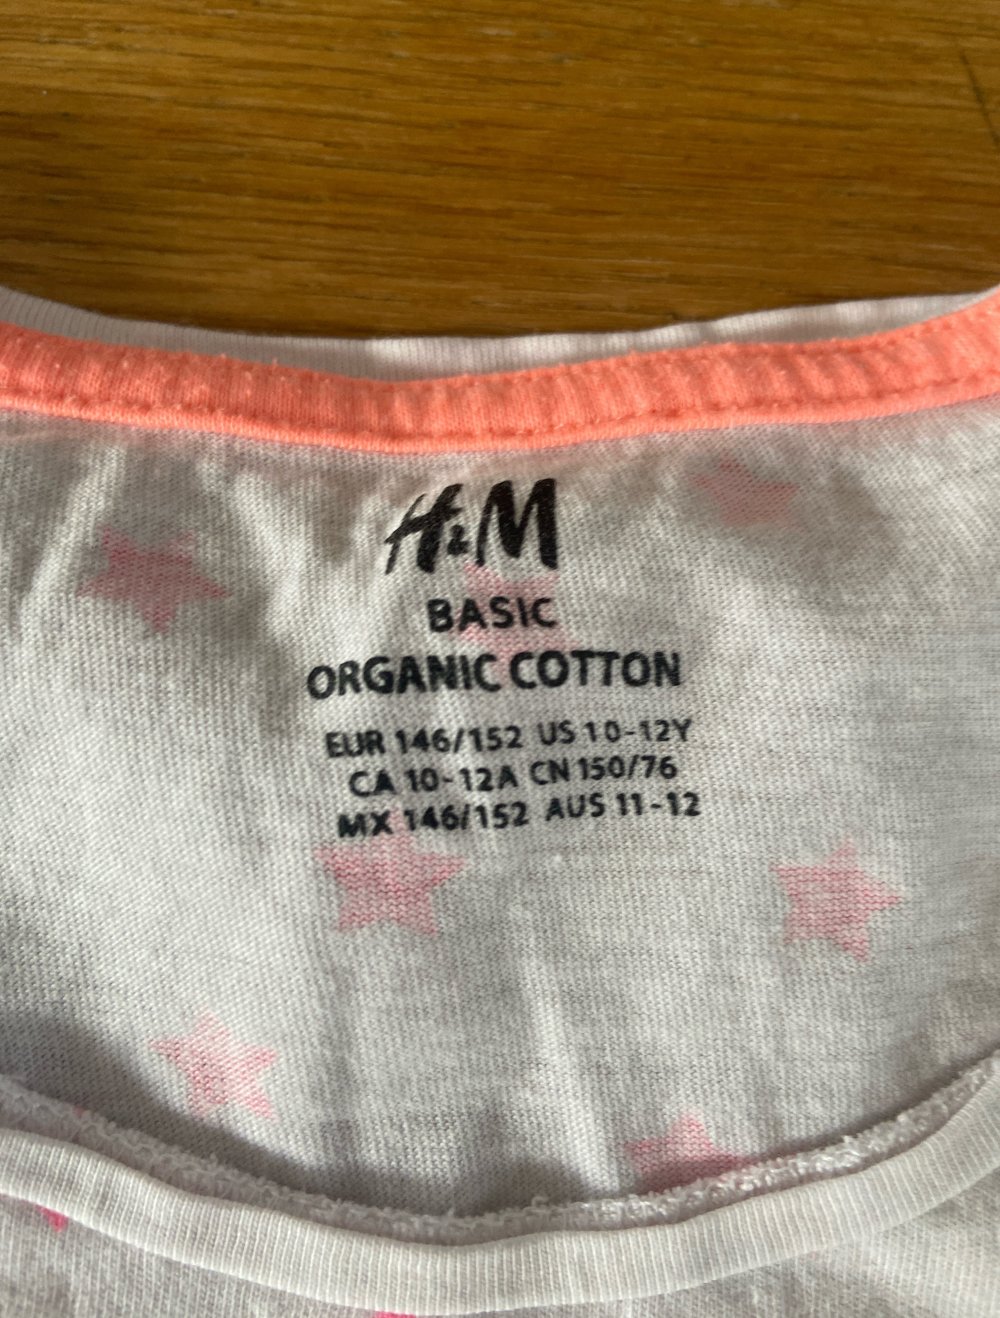 H&M
BASIC
ORGANIC COTTON
EUR 146/152 US 10-12Y
CA 10-12A CN 150/76
MX 146/152 AUS 11-12